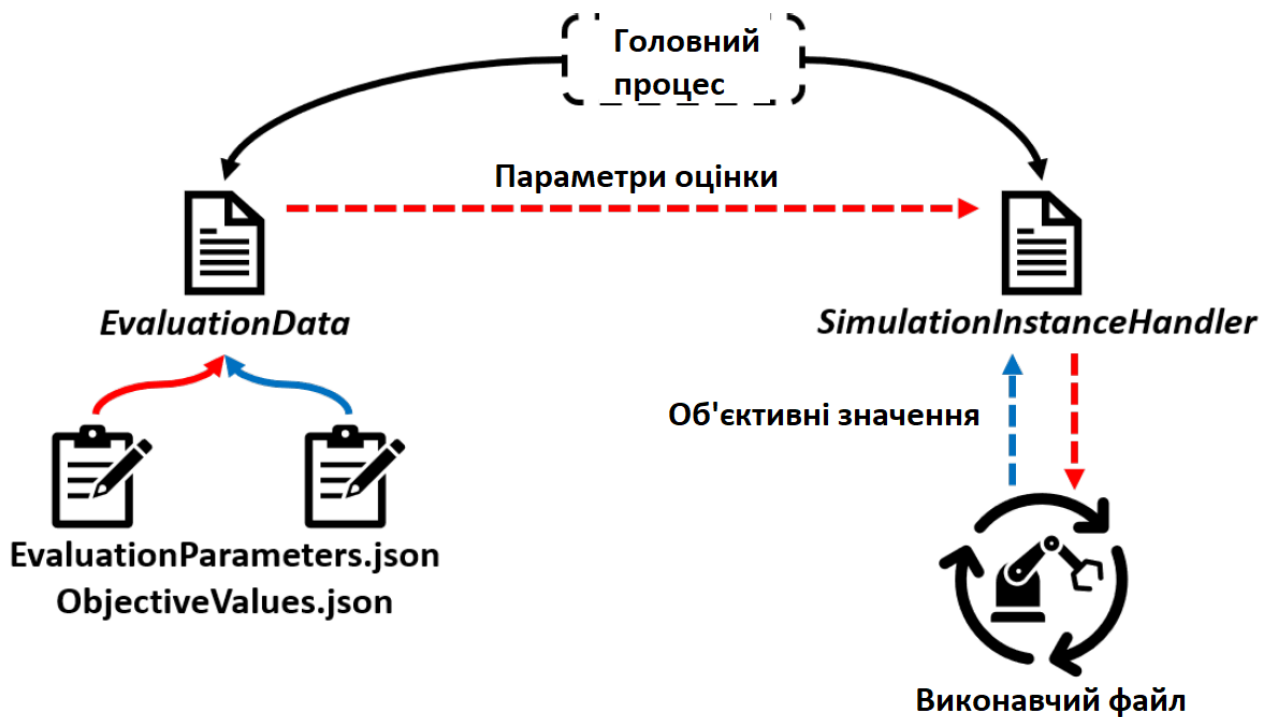 Головний
процес
Параметри оцінки
EvaluationData
SimulationInstanceHandler
Об'єктивні значення
EvaluationParameters.json
ObjectiveValues.json
Виконавчий файл